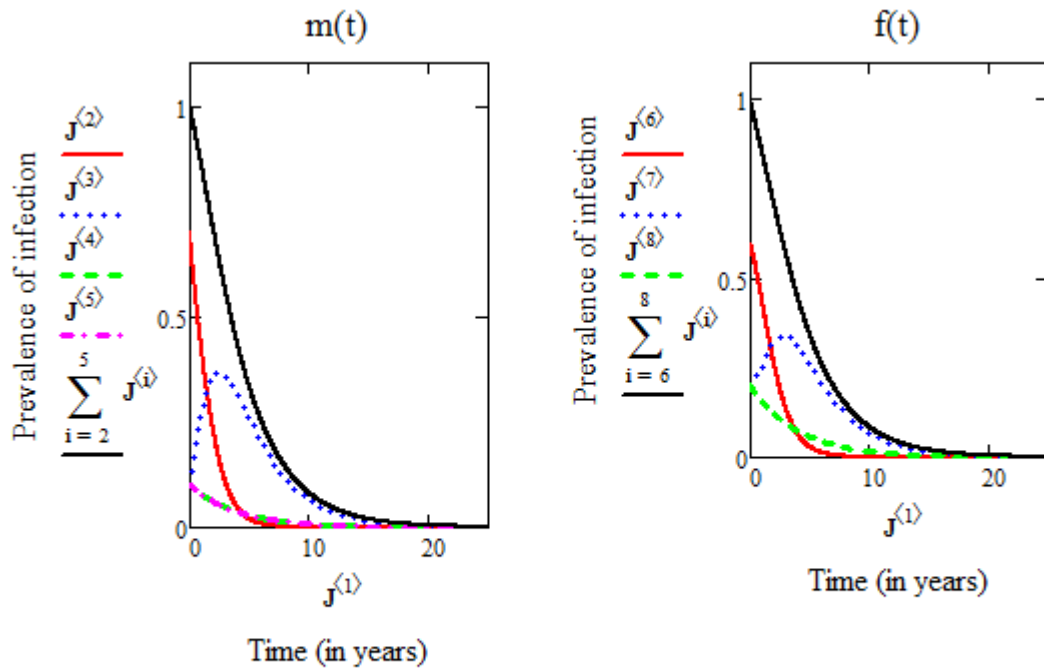 m(t)
Prevalence of infection
J⟨2⟩
J⟨3⟩
J⟨4⟩
J⟨5⟩
5
∑ J⟨i⟩
i = 2
1
0.5
0
0 10 20
J⟨1⟩
Time (in years)
f(t)
Prevalence of infection
J⟨6⟩
J⟨7⟩
J⟨8⟩
8
∑ J⟨i⟩
i = 6
1
0.5
0
0 10 20
J⟨1⟩
Time (in years)